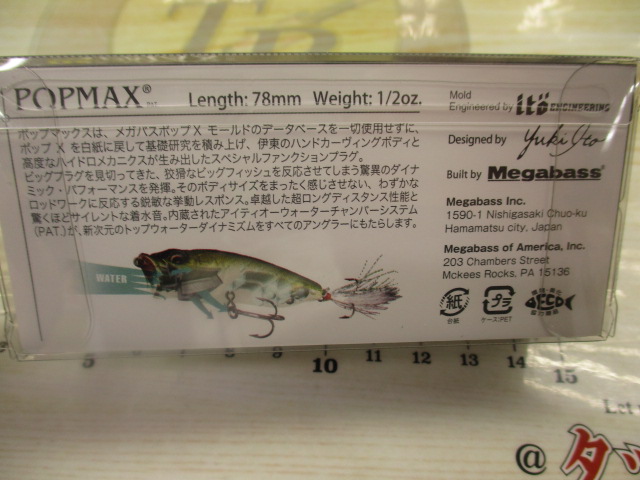 POPMAX®
Length: 78mm Weight: 1/2oz.
Mold
Engineered by Itö ENGINEERING
Designed by Yuki Ito
Built by Megabass®
ポップマックスは、メガバスポップX モールドのデータベースを一切使用せずに、
ポップ X を白紙に戻して基礎研究を積み上げ、伊東のハンドカーヴィングボディと
高度なハイドロメカニクスが生み出したスペシャルファンクションプラグ。
ビッグプラグを見切ってきた、狡猾なビッグフィッシュを反応させてしまう驚異のダイナ
ミック・パフォーマンスを発揮。そのボディサイズをまったく感じさせない、わずかな
ロッドワークに反応する鋭敏な挙動レスポンス。卓越した超ロングディスタンス性能と
驚くほどサイレントな着水音。内蔵されたアイティオーウォーターチャンバーシステム
(PAT.)が、新次元のトップウォーターダイナミズムをすべてのアングラーにもたらします。
Megabass Inc.
1590-1 Nishigasaki Chuo-ku
Hamamatsu city, Japan
Megabass of America, Inc.
203 Chambers Street
Mckees Rocks, PA 15136
WATER
紙
台紙
プラ
ケース:PET
ECO
5 10 11 12 13 14 15
Let
@ タッ